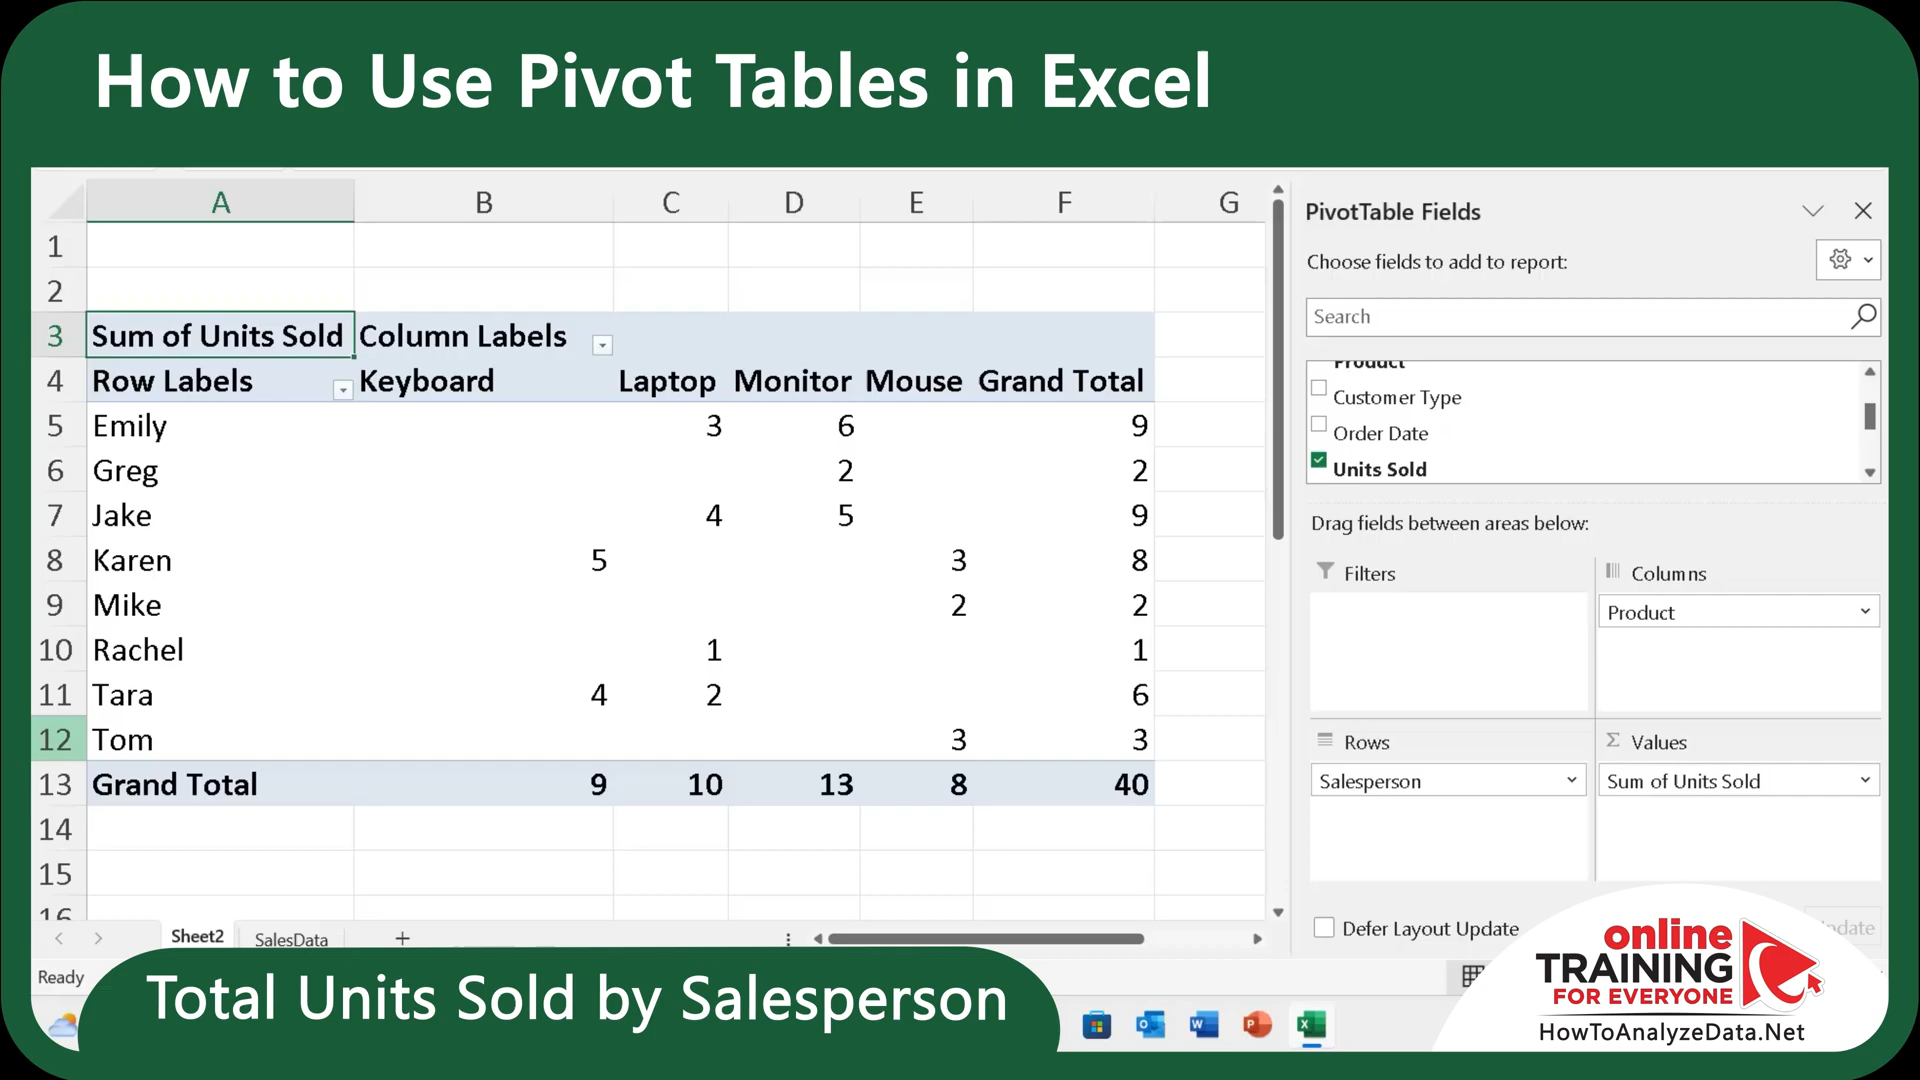 How to Use Pivot Tables in Excel
A B C D E F G
1
2
3 Sum of Units Sold Column Labels
4 Row Labels Keyboard Laptop Monitor Mouse Grand Total
5 Emily 3 6 9
6 Greg 2 2
7 Jake 4 5 9
8 Karen 5 3 8
9 Mike 2 2
10 Rachel 1 1
11 Tara 4 2 6
12 Tom 3 3
13 Grand Total 9 10 13 8 40
14
15
16
Sheet2 SalesData +
Ready
PivotTable Fields
Choose fields to add to report:
Search
Product
Customer Type
Order Date
Units Sold
Drag fields between areas below:
Filters Columns
Product
Rows Values
Salesperson Sum of Units Sold
Defer Layout Update
Total Units Sold by Salesperson
online
TRAINING
FOR EVERYONE
HowToAnalyzeData.Net